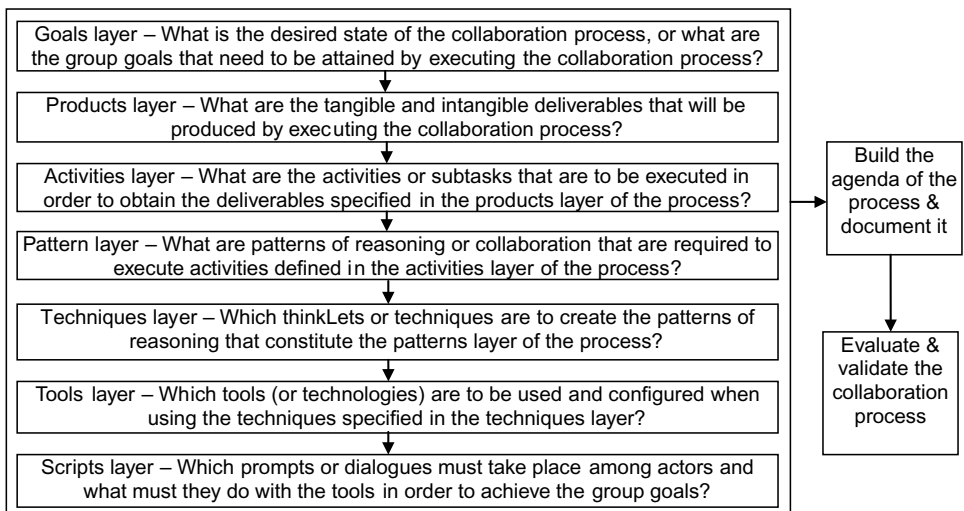 Goals layer – What is the desired state of the collaboration process, or what are
the group goals that need to be attained by executing the collaboration process?
Products layer – What are the tangible and intangible deliverables that will be
produced by executing the collaboration process?
Activities layer – What are the activities or subtasks that are to be executed in
order to obtain the deliverables specified in the products layer of the process?
Pattern layer – What are patterns of reasoning or collaboration that are required to
execute activities defined in the activities layer of the process?
Techniques layer – Which thinkLets or techniques are to create the patterns of
reasoning that constitute the patterns layer of the process?
Tools layer – Which tools (or technologies) are to be used and configured when
using the techniques specified in the techniques layer?
Scripts layer – Which prompts or dialogues must take place among actors and
what must they do with the tools in order to achieve the group goals?
Build the
agenda of the
process &
document it
Evaluate &
validate the
collaboration
process